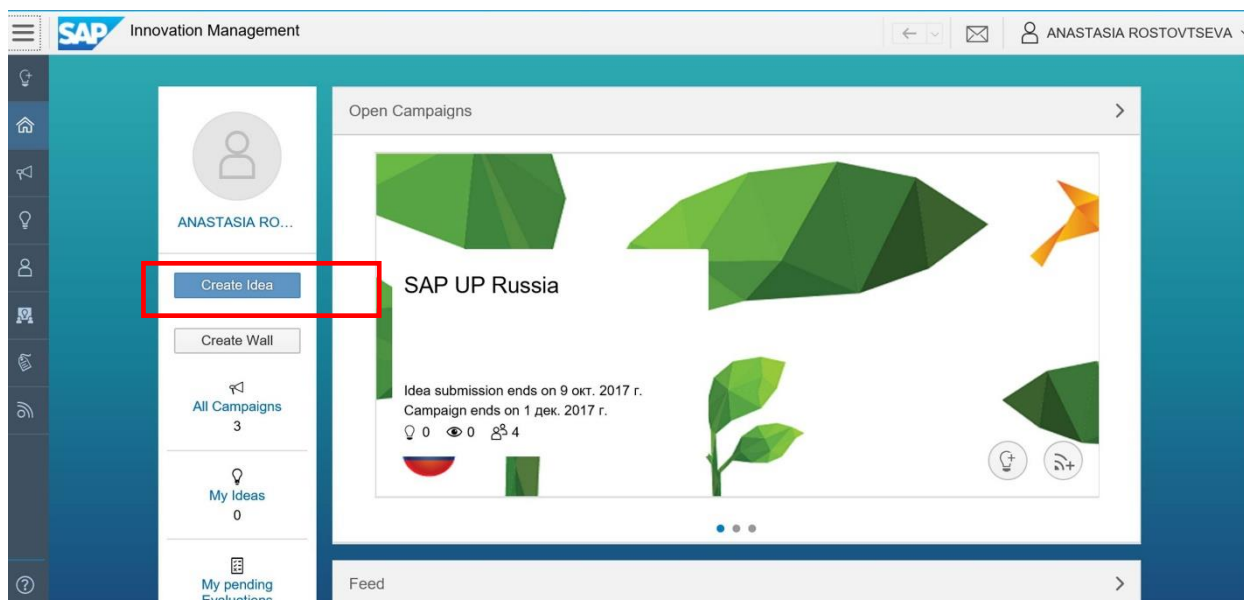 SAP Innovation Management
ANASTASIA ROSTOVTSEVA
ANASTASIA RO...
Create Idea
Create Wall
All Campaigns
3
My Ideas
0
My pending
Evaluations
Open Campaigns
SAP UP Russia
Idea submission ends on 9 окт. 2017 г.
Campaign ends on 1 дек. 2017 г.
0 0 4
Feed